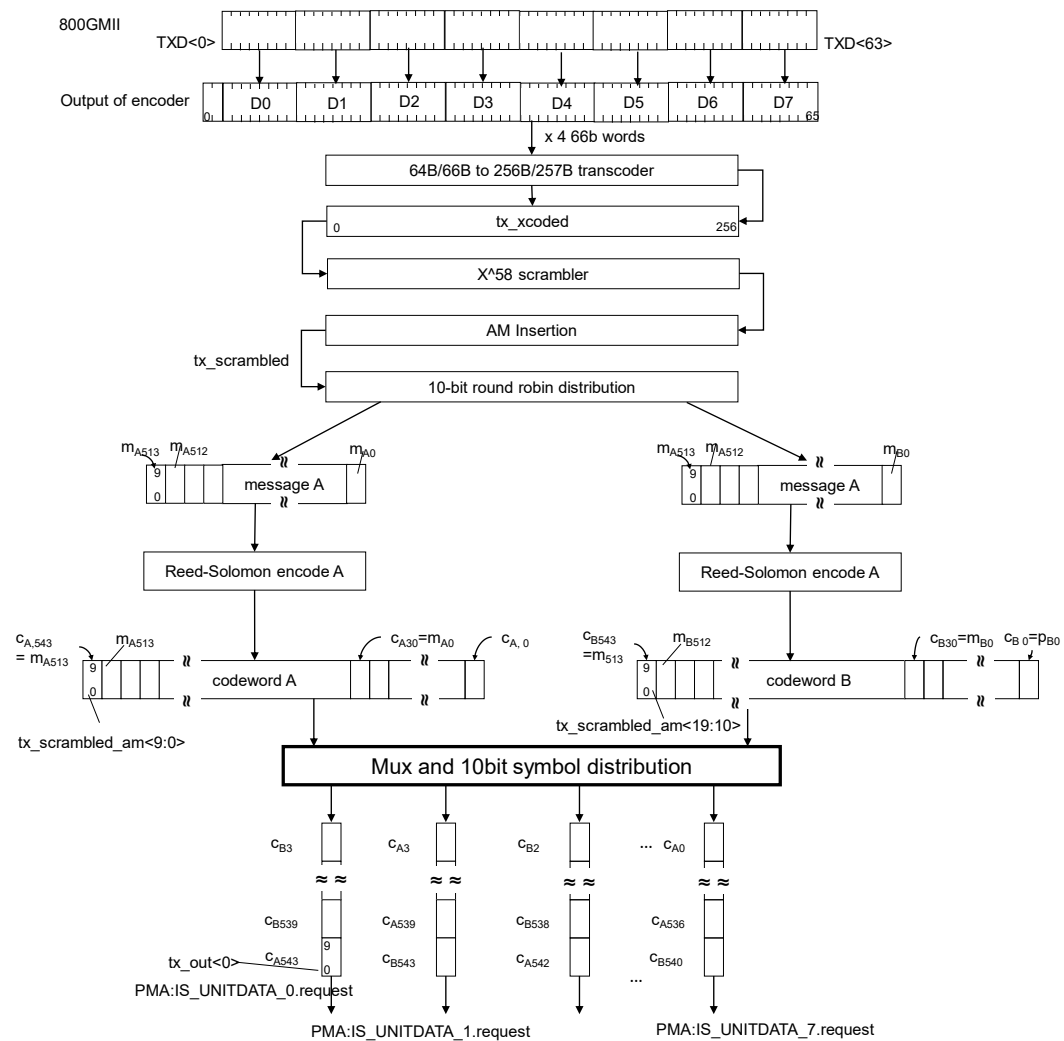 800GMII
TXD<0>
TXD<63>
Output of encoder
0
D0
D1
D2
D3
D4
D5
D6
D7
65
x 4 66b words
64B/66B to 256B/257B transcoder
0
tx_xcoded
256
X^58 scrambler
AM Insertion
tx_scrambled
10-bit round robin distribution
mA513
mA512
mA0
9
0
message A
mA513
mA512
mB0
9
0
message A
Reed-Solomon encode A
Reed-Solomon encode A
cA,543
= mA513
mA513
cA30=mA0
cA, 0
9
0
codeword A
tx_scrambled_am<9:0>
cB543
=m513
mB512
cB30=mB0
cB 0=pB0
9
0
codeword B
tx_scrambled_am<19:10>
Mux and 10bit symbol distribution
cB3
cA3
cB2
...
cA0
cB539
cA539
cB538
cA536
9
0
tx_out<0>
cA543
cB543
cA542
cB540
...
PMA:IS_UNITDATA_0.request
PMA:IS_UNITDATA_1.request
PMA:IS_UNITDATA_7.request